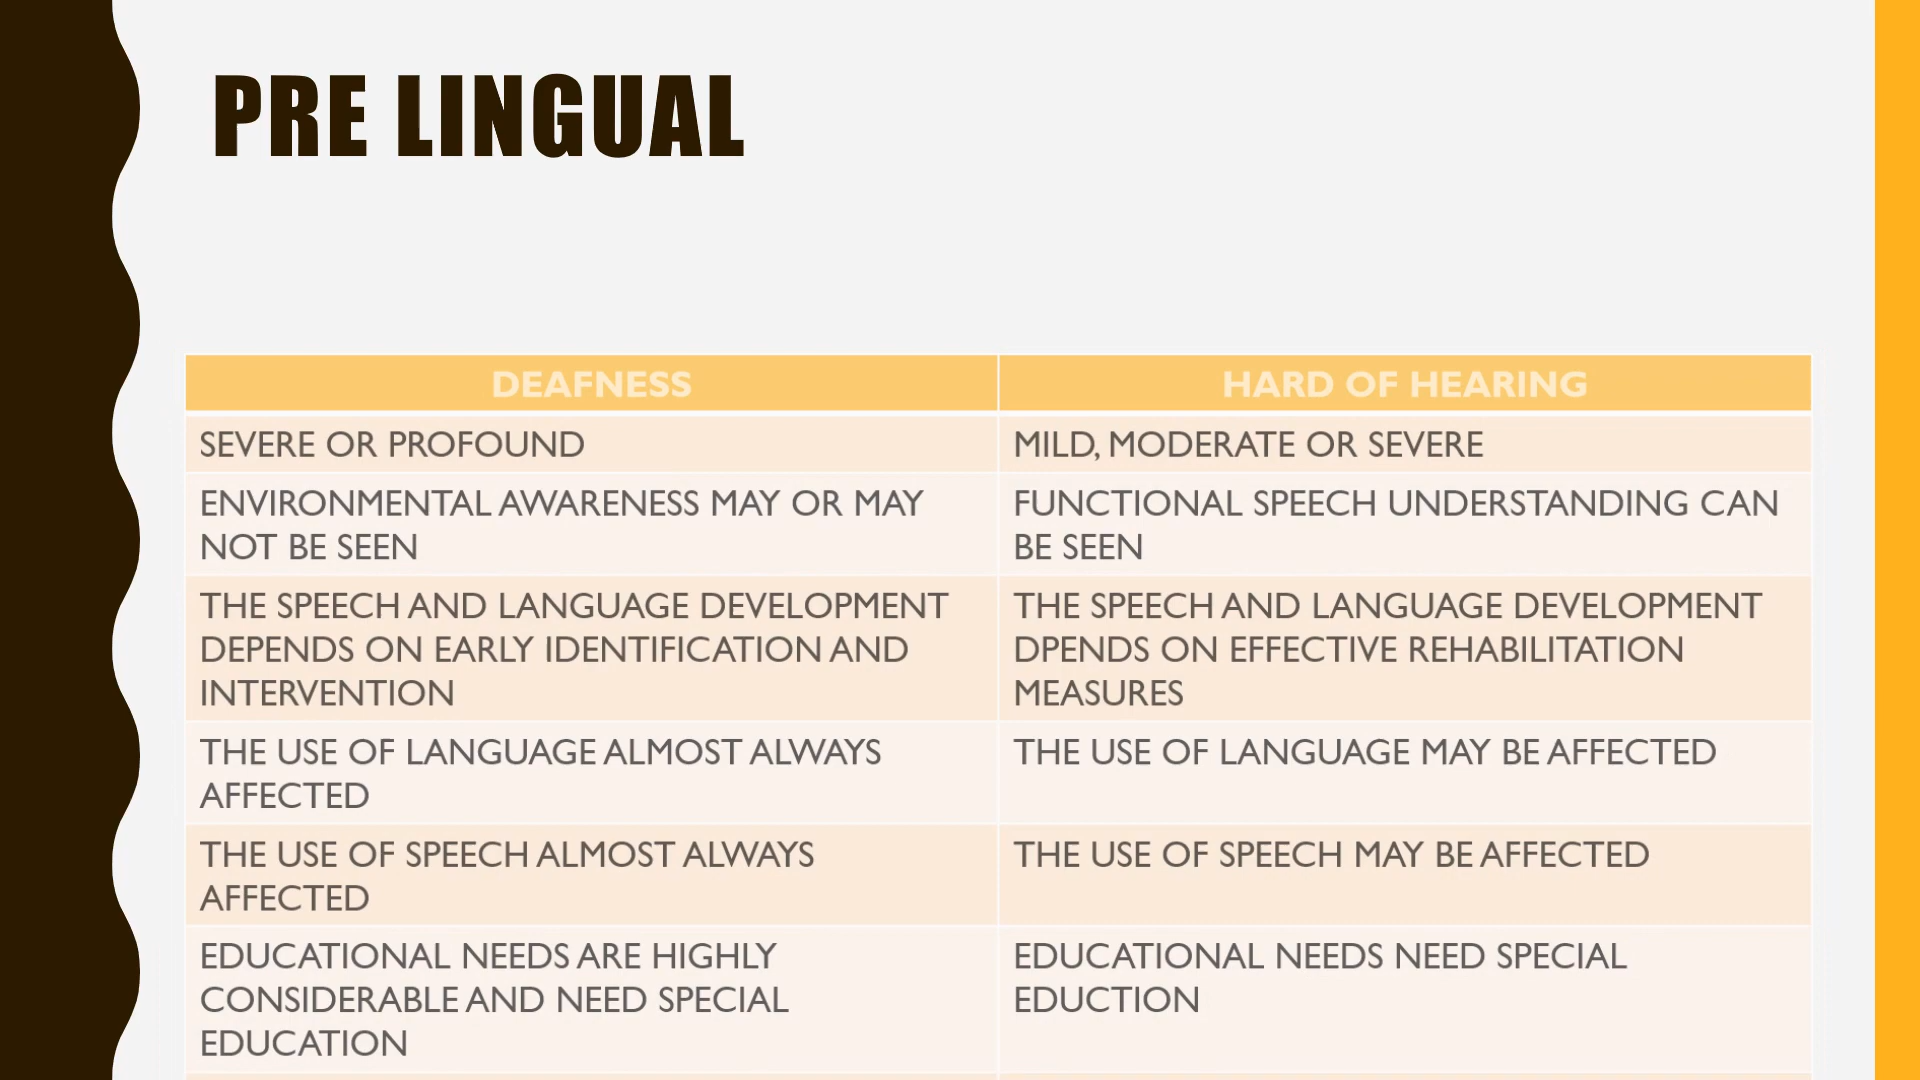 PRE LINGUAL
DEAFNESS
HARD OF HEARING
SEVERE OR PROFOUND
MILD, MODERATE OR SEVERE
ENVIRONMENTAL AWARENESS MAY OR MAY
NOT BE SEEN
FUNCTIONAL SPEECH UNDERSTANDING CAN
BE SEEN
THE SPEECH AND LANGUAGE DEVELOPMENT
DEPENDS ON EARLY IDENTIFICATION AND
INTERVENTION
THE SPEECH AND LANGUAGE DEVELOPMENT
DPENDS ON EFFECTIVE REHABILITATION
MEASURES
THE USE OF LANGUAGE ALMOST ALWAYS
AFFECTED
THE USE OF LANGUAGE MAY BE AFFECTED
THE USE OF SPEECH ALMOST ALWAYS
AFFECTED
THE USE OF SPEECH MAY BE AFFECTED
EDUCATIONAL NEEDS ARE HIGHLY
CONSIDERABLE AND NEED SPECIAL
EDUCATION
EDUCATIONAL NEEDS NEED SPECIAL
EDUCTION